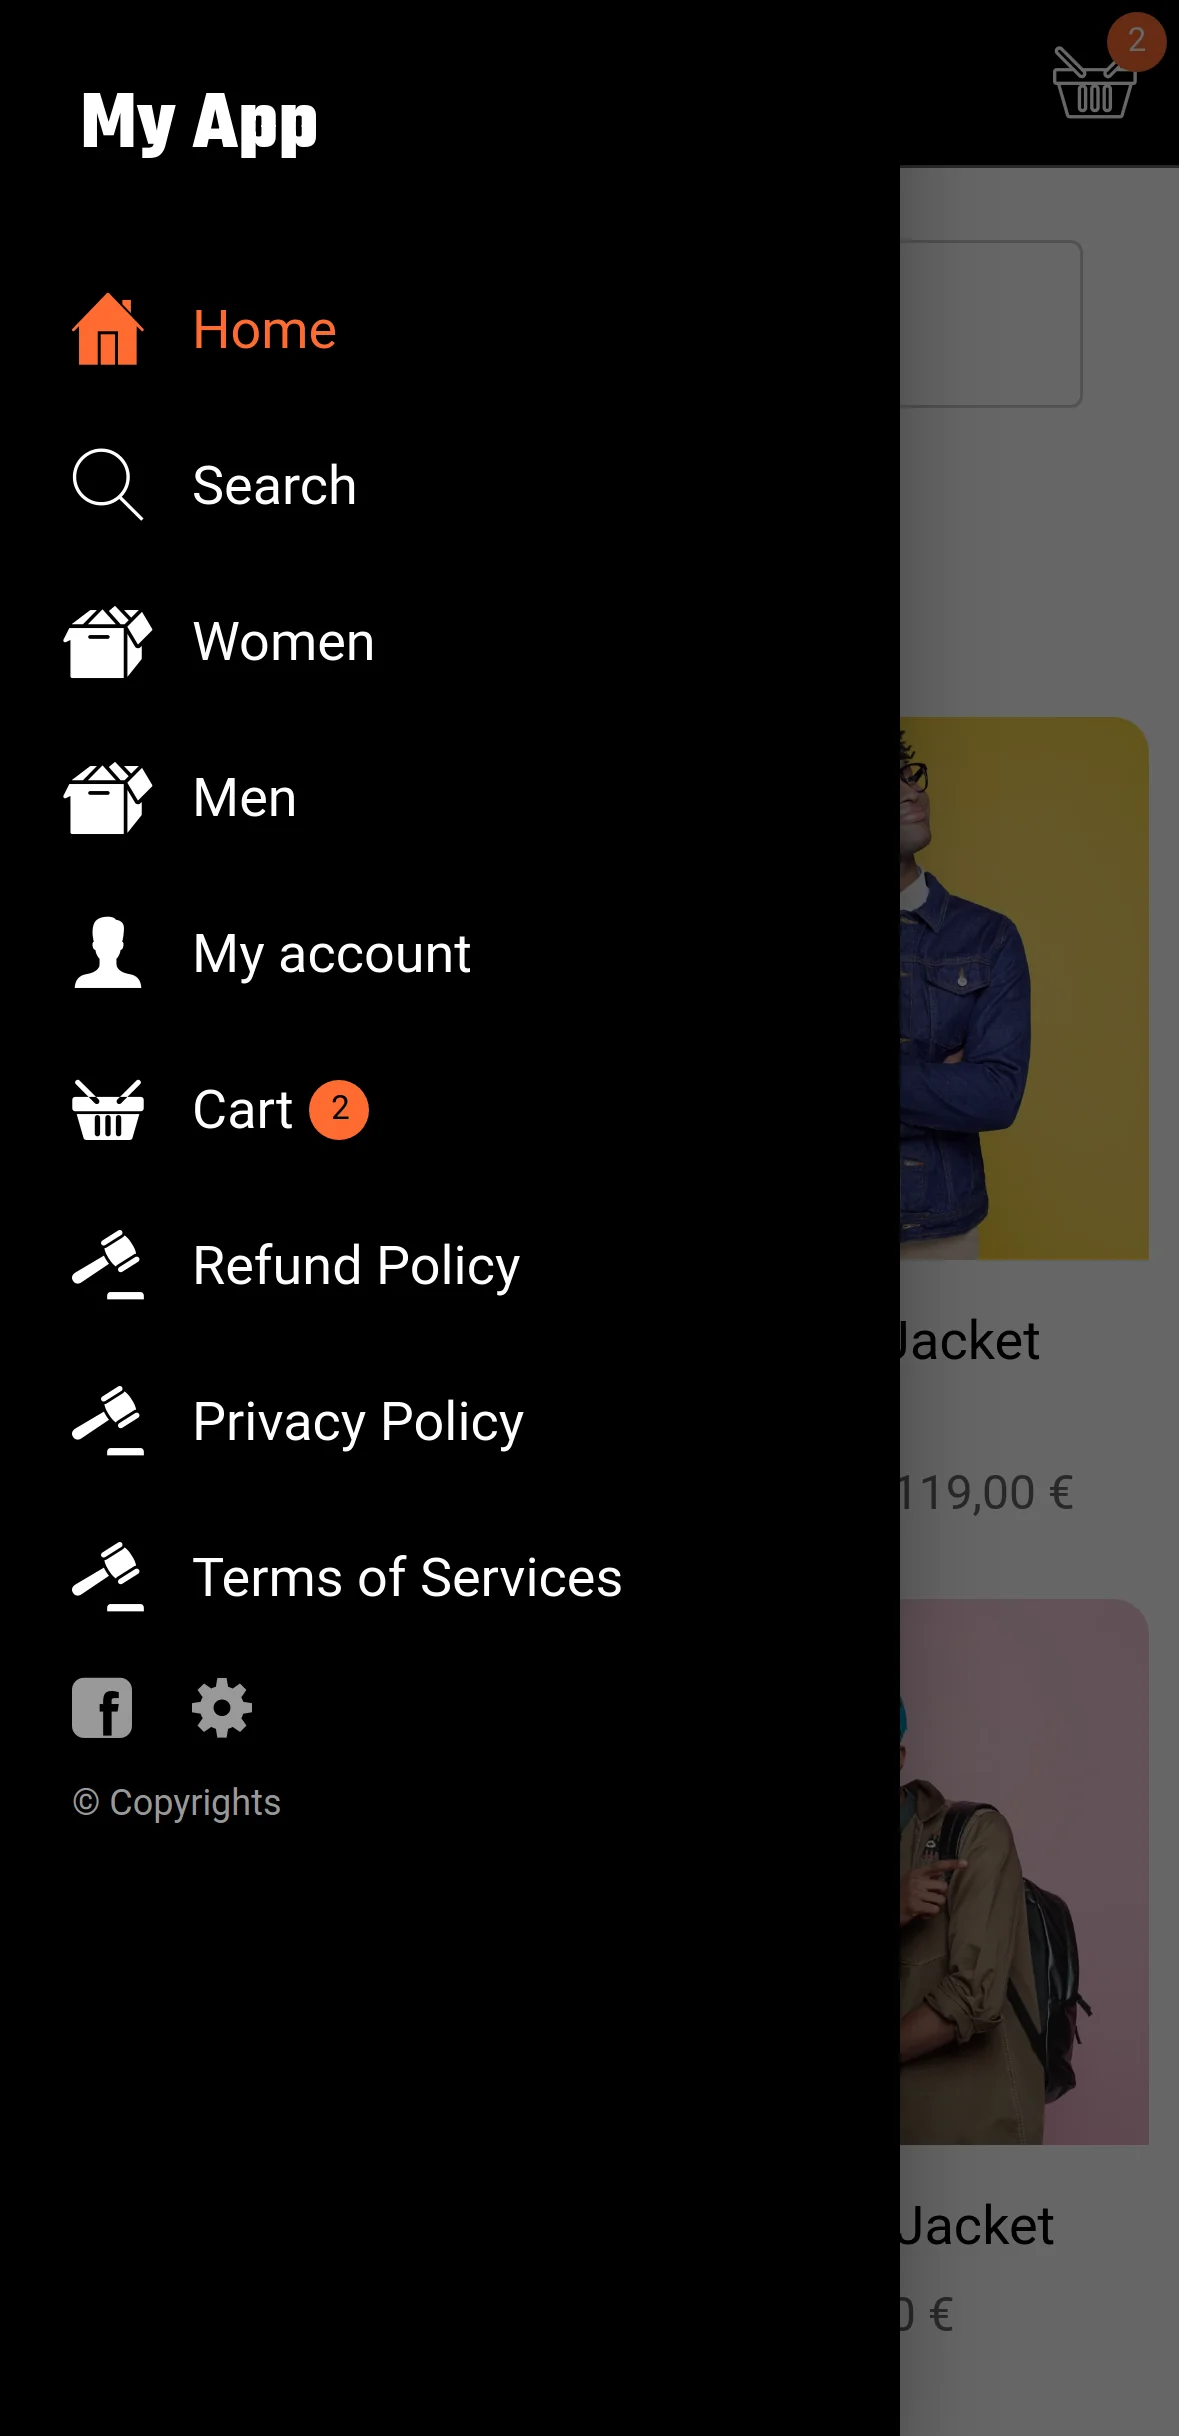 My App
2
Home
Search
Women
Men
My account
Cart 2
Refund Policy
Privacy Policy
Terms of Services
f
© Copyrights
Jacket
119,00 €
Jacket
0 €